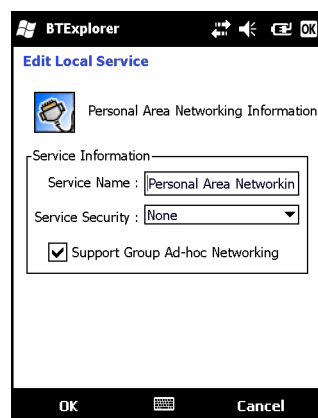 BTExplorer OK
Edit Local Service
Personal Area Networking Information
Service Information
Service Name : Personal Area Networkin
Service Security : None
Support Group Ad-hoc Networking
OK Cancel